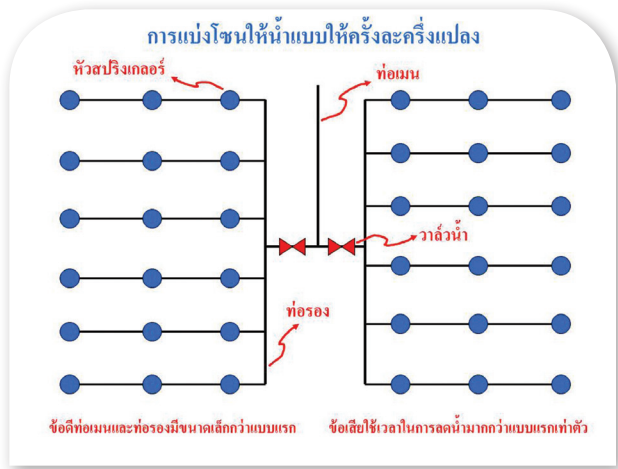 การแบ่งโซนให้น้ำแบบให้ครั้งละครึ่งแปลง
หัวสปริงเกลอร์
ท่อเมน
วาล์วน้ำ
ท่อรอง
ข้อดีท่อเมนและท่อรองมีขนาดเล็กกว่าแบบแรก
ข้อเสียใช้เวลาในการลดน้ำมากกว่าแบบแรกเท่าตัว